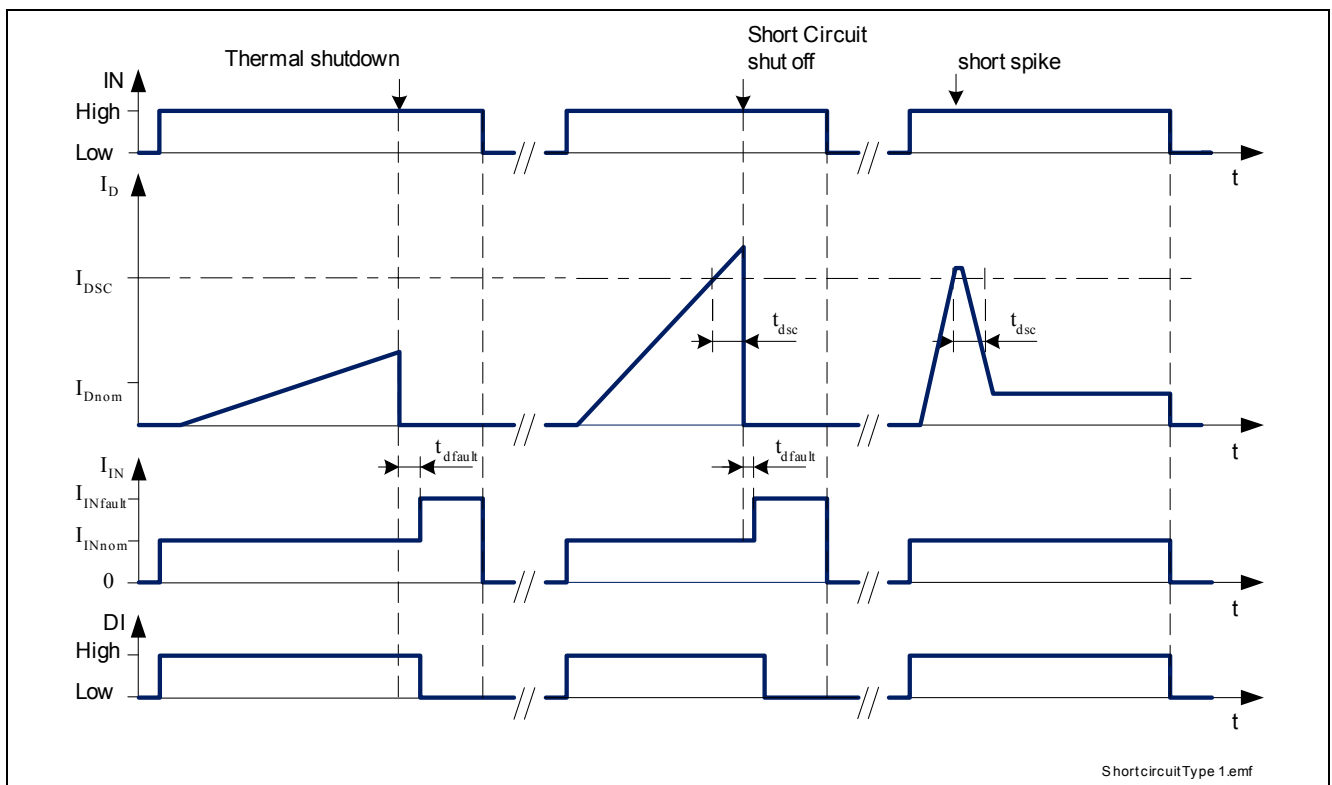 Thermal shutdown
Short Circuit
shut off
short spike
IN
High
Low
t
I_D
I_DSC
t_dsc
t_dsc
I_Dnom
t
I_IN
t_dfault
t_dfault
I_INfault
I_INnom
0
t
DI
High
Low
t
ShortcircuitType 1.emf